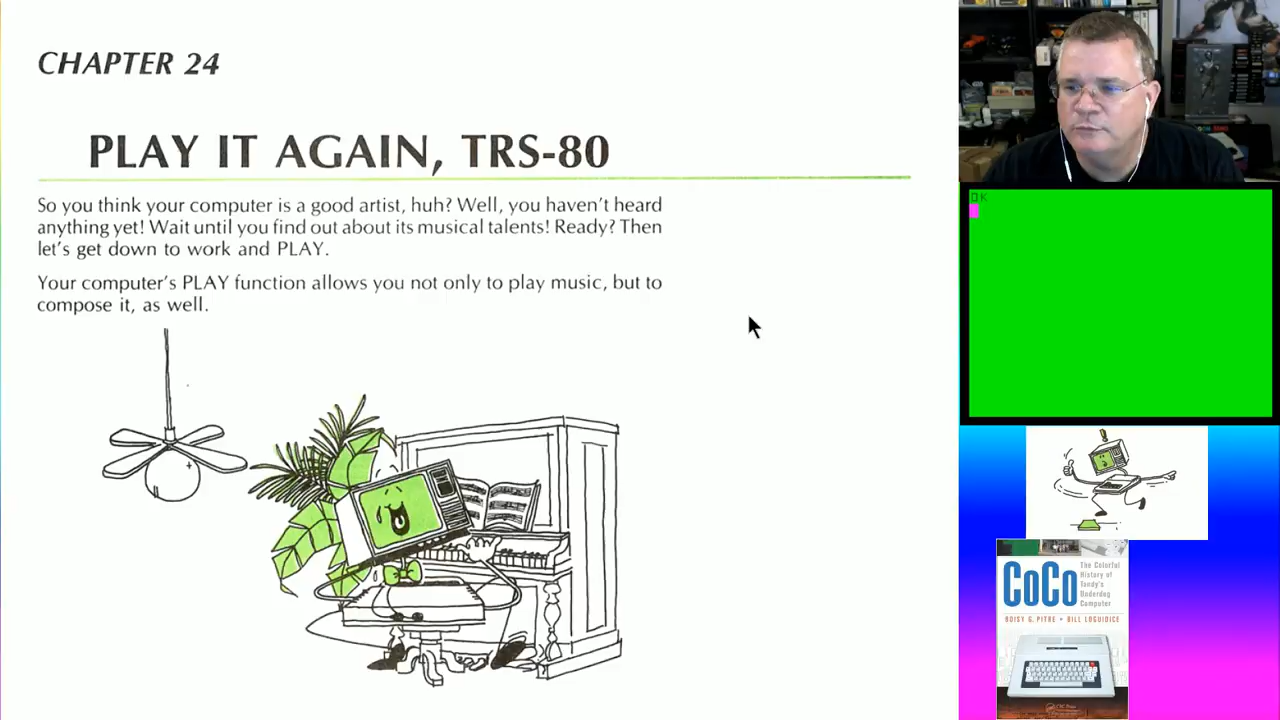 CHAPTER 24
PLAY IT AGAIN, TRS-80
So you think your computer is a good artist, huh? Well, you haven't heard
anything yet! Wait until you find out about its musical talents! Ready? Then
let's get down to work and PLAY.
Your computer's PLAY function allows you not only to play music, but to
compose it, as well.
OK
CoCo
The Colorful
History of
Tandy's
Underdog
Computer
BOISY G. PITRE • BILL LOGUIDICE
CRC Press